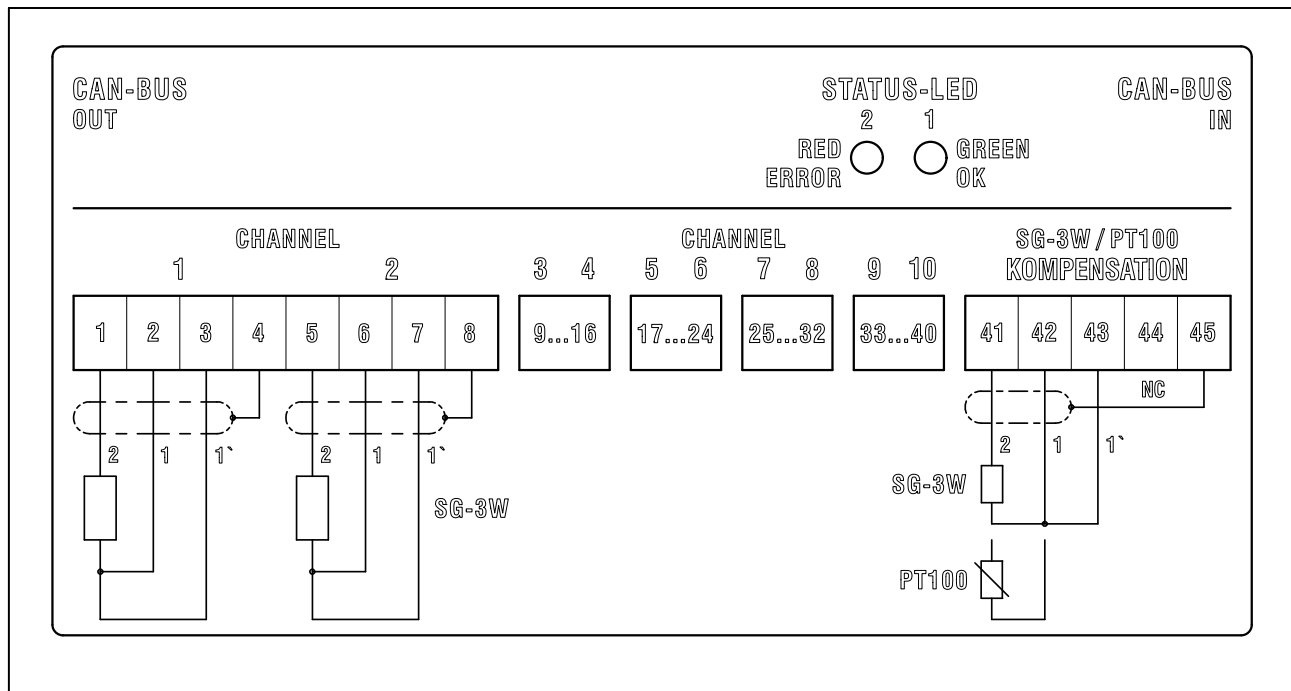 CAN-BUS
OUT
STATUS-LED
2 1
RED GREEN
ERROR OK
CAN-BUS
IN
CHANNEL
1 2
CHANNEL
3 4 5 6 7 8 9 10
SG-3W / PT100
KOMPENSATION
1 2 3 4 5 6 7 8 9...16 17...24 25...32 33...40 41 42 43 44 45
NC
2 1 1` 2 1 1` 2 1 1`
SG-3W
SG-3W
PT100